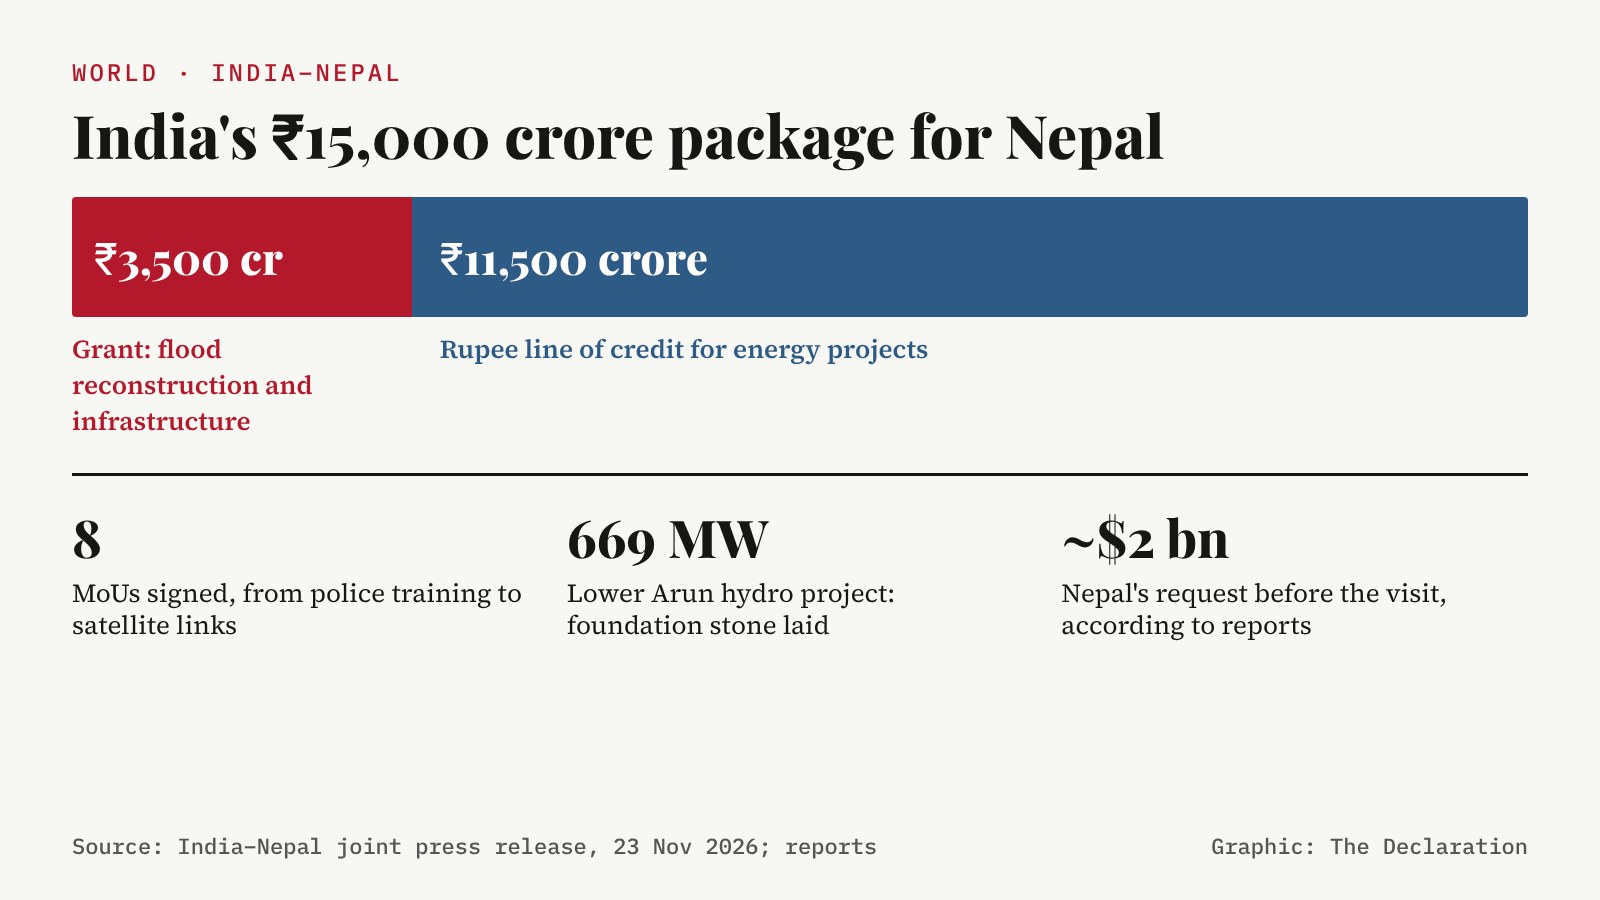 WORLD · INDIA–NEPAL
India's ₹15,000 crore package for Nepal
₹3,500 cr
₹11,500 crore
Grant: flood
reconstruction and
infrastructure
Rupee line of credit for energy projects
8
MoUs signed, from police training to
satellite links
669 MW
Lower Arun hydro project:
foundation stone laid
~$2 bn
Nepal's request before the visit,
according to reports
Source: India–Nepal joint press release, 23 Nov 2026; reports
Graphic: The Declaration